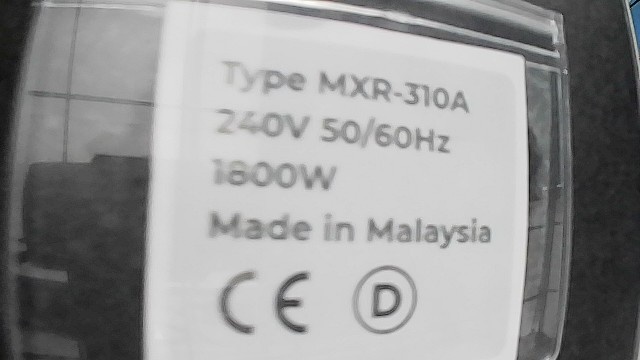 Type MXR-310A
240V 50/60Hz
1800W
Made in Malaysia
CE D